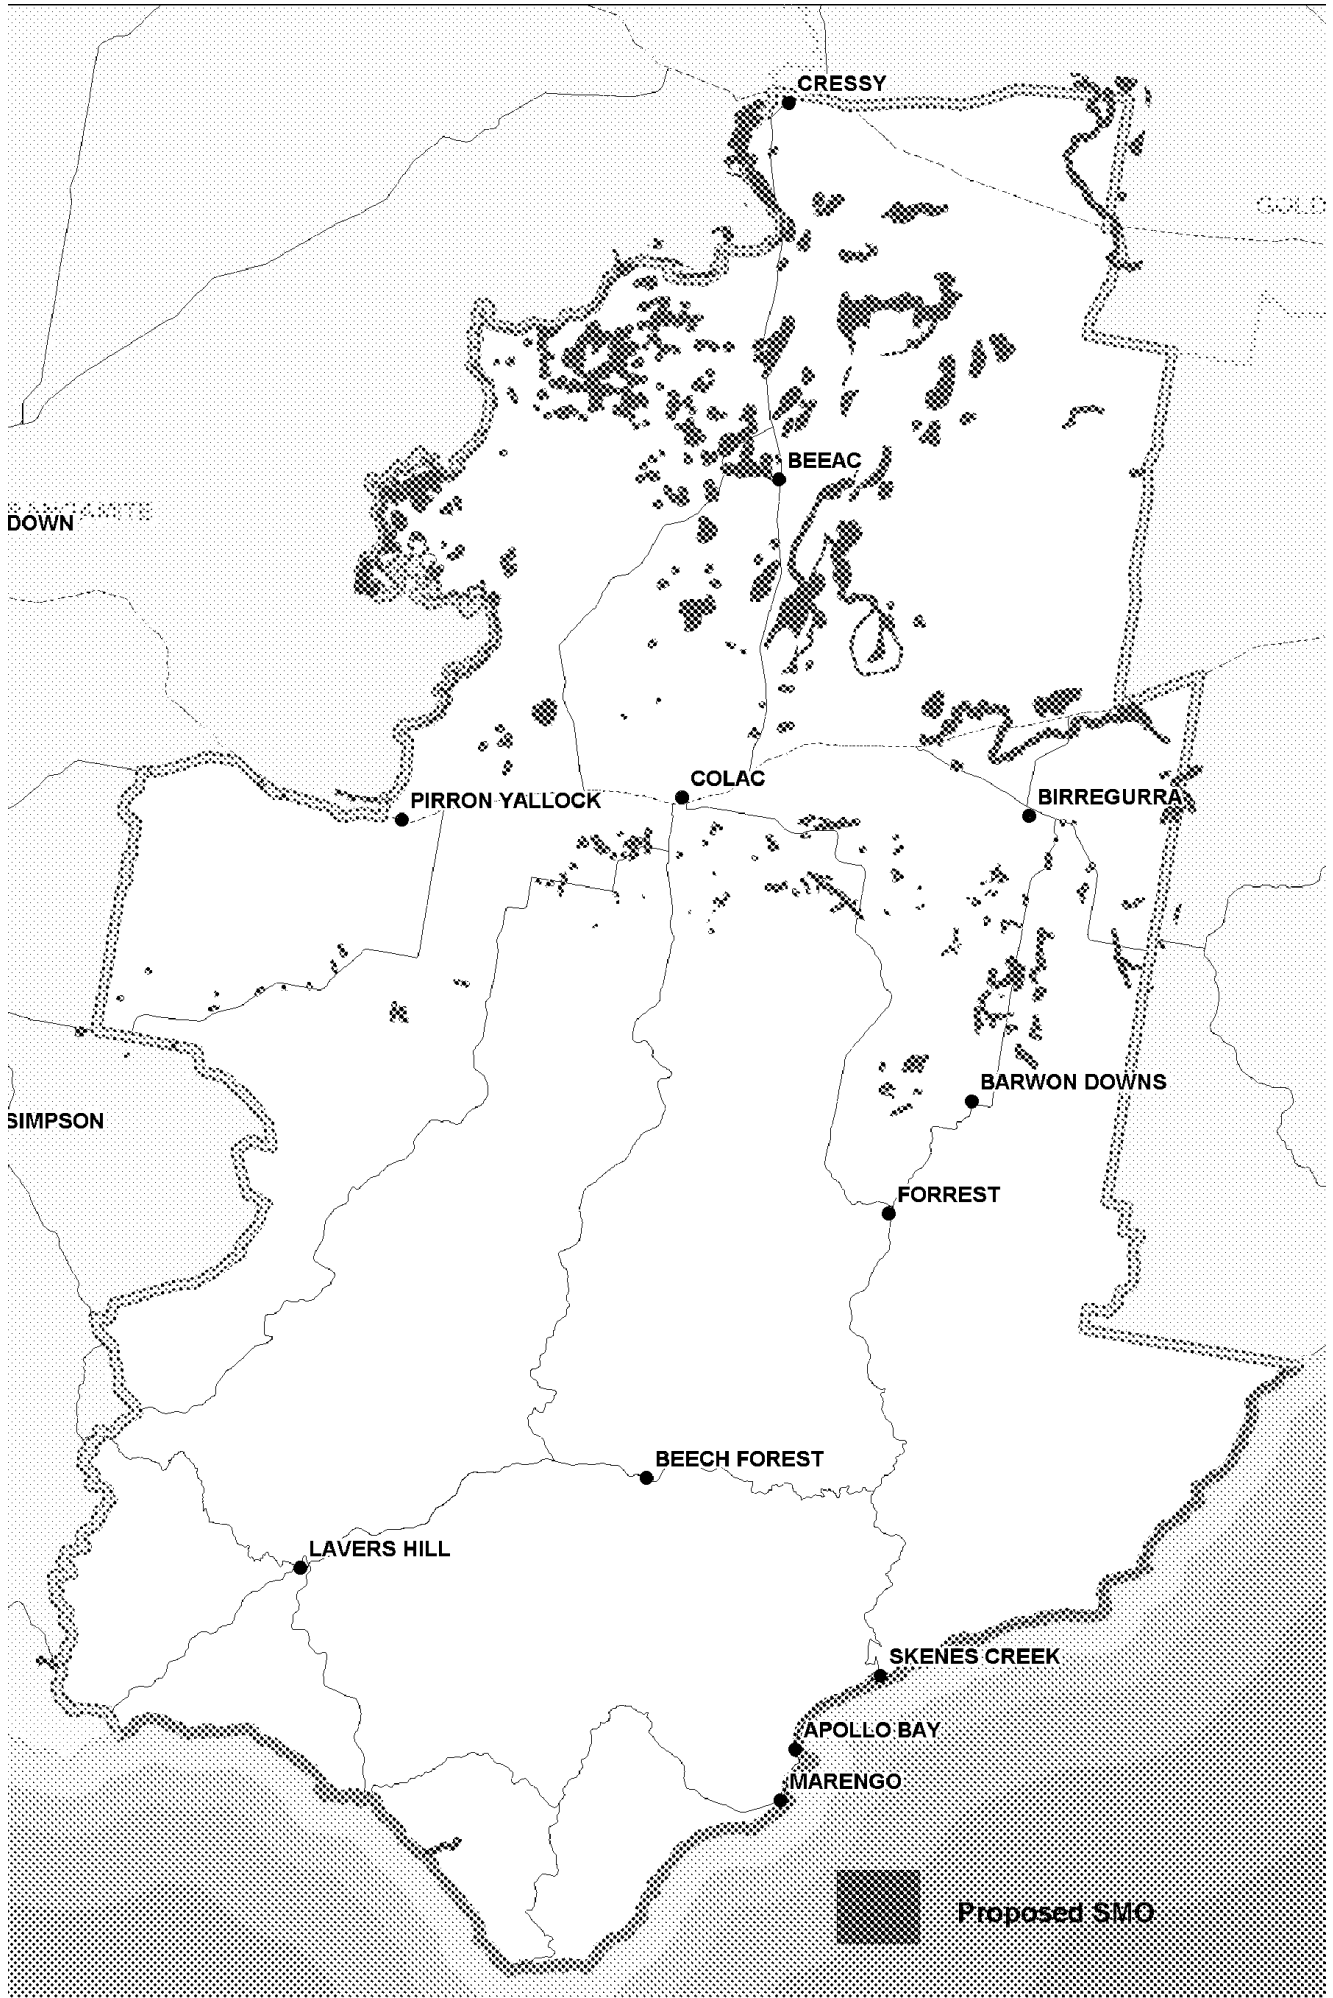 CRESSY
GOLD
BEEAC
DOWN
COLAC
PIRRON YALLOCK
BIRREGURRA
BARWON DOWNS
SIMPSON
FORREST
BEECH FOREST
LAVERS HILL
SKENES CREEK
APOLLO BAY
MARENGO
Proposed SMO